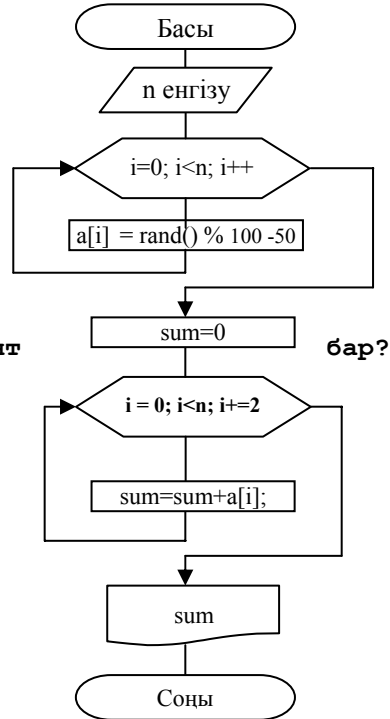 Басы
n енгізу
i=0; i<n; i++
a[i] = rand() % 100 -50
sum=0
бар?
i = 0; i<n; i+=2
sum=sum+a[i];
sum
Соңы